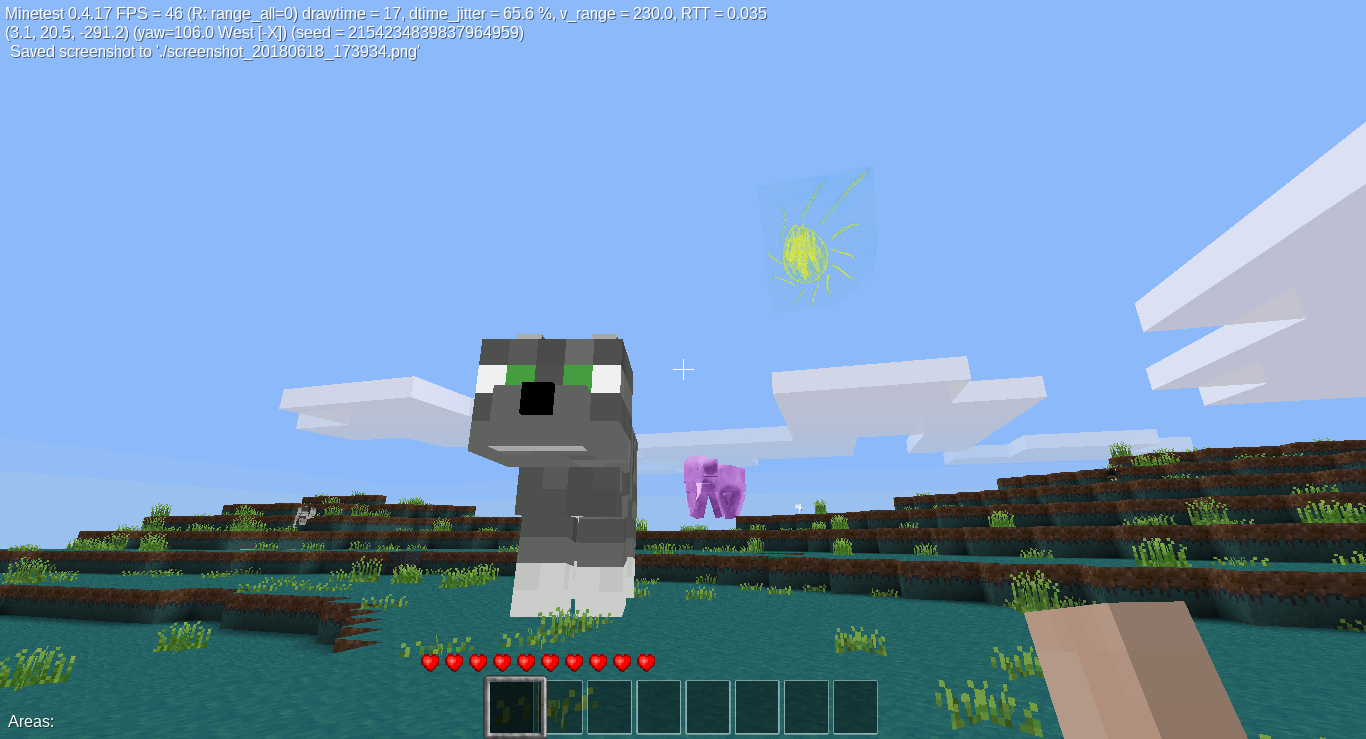 Minetest 0.4.17 FPS = 46 (R: range_all=0) drawtime = 17, dtime_jitter = 65.6 %, v_range = 230.0, RTT = 0.035
(3.1, 20.5, -291.2) (yaw=106.0 West [-X]) (seed = 2154234839837964959)
Saved screenshot to './screenshot_20180618_173934.png'
Areas: